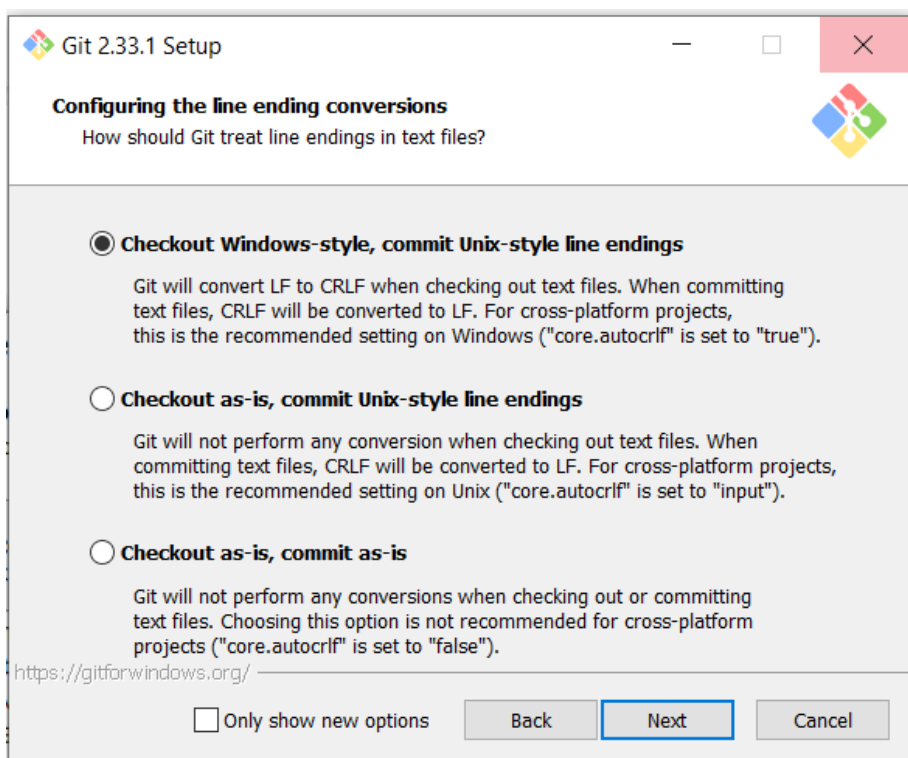 Git 2.33.1 Setup
Configuring the line ending conversions
How should Git treat line endings in text files?
Checkout Windows-style, commit Unix-style line endings
Git will convert LF to CRLF when checking out text files. When committing
text files, CRLF will be converted to LF. For cross-platform projects,
this is the recommended setting on Windows ("core.autocrlf" is set to "true").
Checkout as-is, commit Unix-style line endings
Git will not perform any conversion when checking out text files. When
committing text files, CRLF will be converted to LF. For cross-platform projects,
this is the recommended setting on Unix ("core.autocrlf" is set to "input").
Checkout as-is, commit as-is
Git will not perform any conversions when checking out or committing
text files. Choosing this option is not recommended for cross-platform
projects ("core.autocrlf" is set to "false").
https://gitforwindows.org/
Only show new options
Back
Next
Cancel